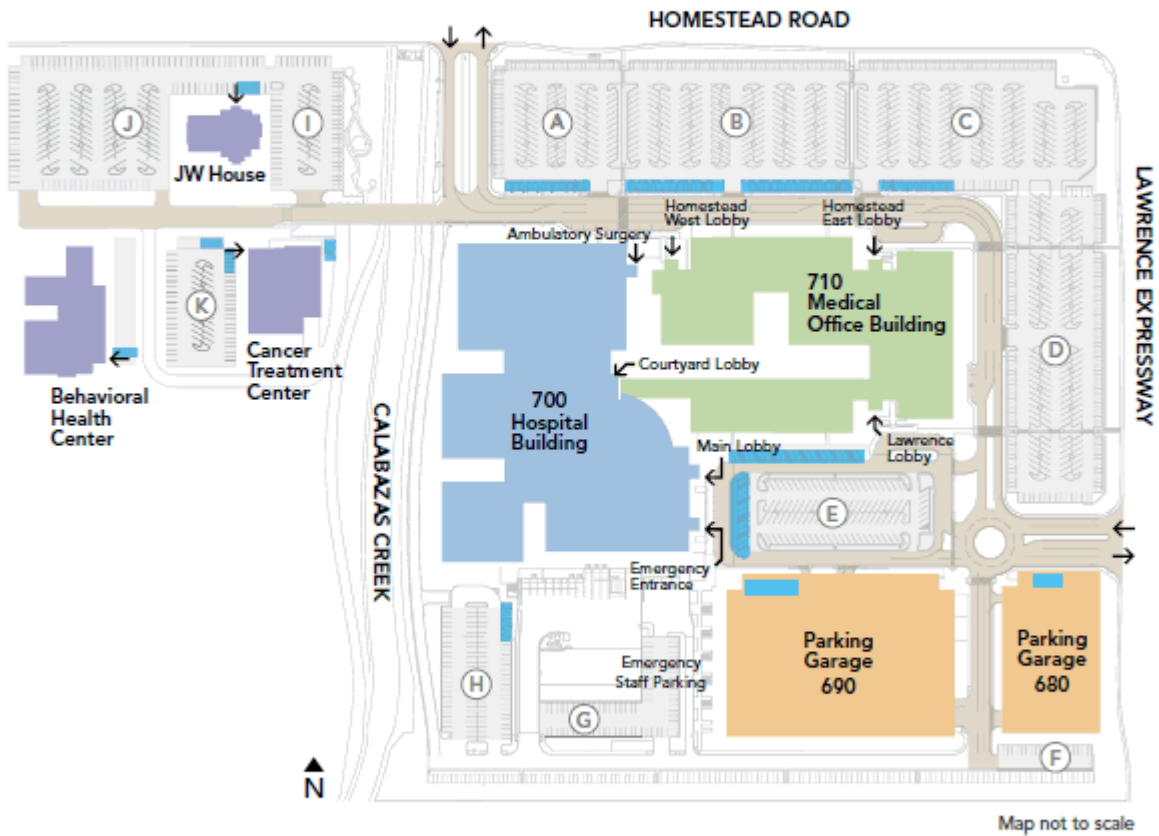 HOMESTEAD ROAD
J
I
A
B
C
JW House
LAWRENCE EXPRESSWAY
Homestead
West Lobby
Homestead
East Lobby
Ambulatory Surgery
710
Medical
Office Building
K
D
Cancer
Treatment
Center
Courtyard Lobby
Behavioral
Health
Center
700
Hospital
Building
CALABAZAS CREEK
Main Lobby
Lawrence
Lobby
E
Emergency
Entrance
Parking
Garage
690
Parking
Garage
680
Emergency
Staff Parking
H
G
F
N
Map not to scale